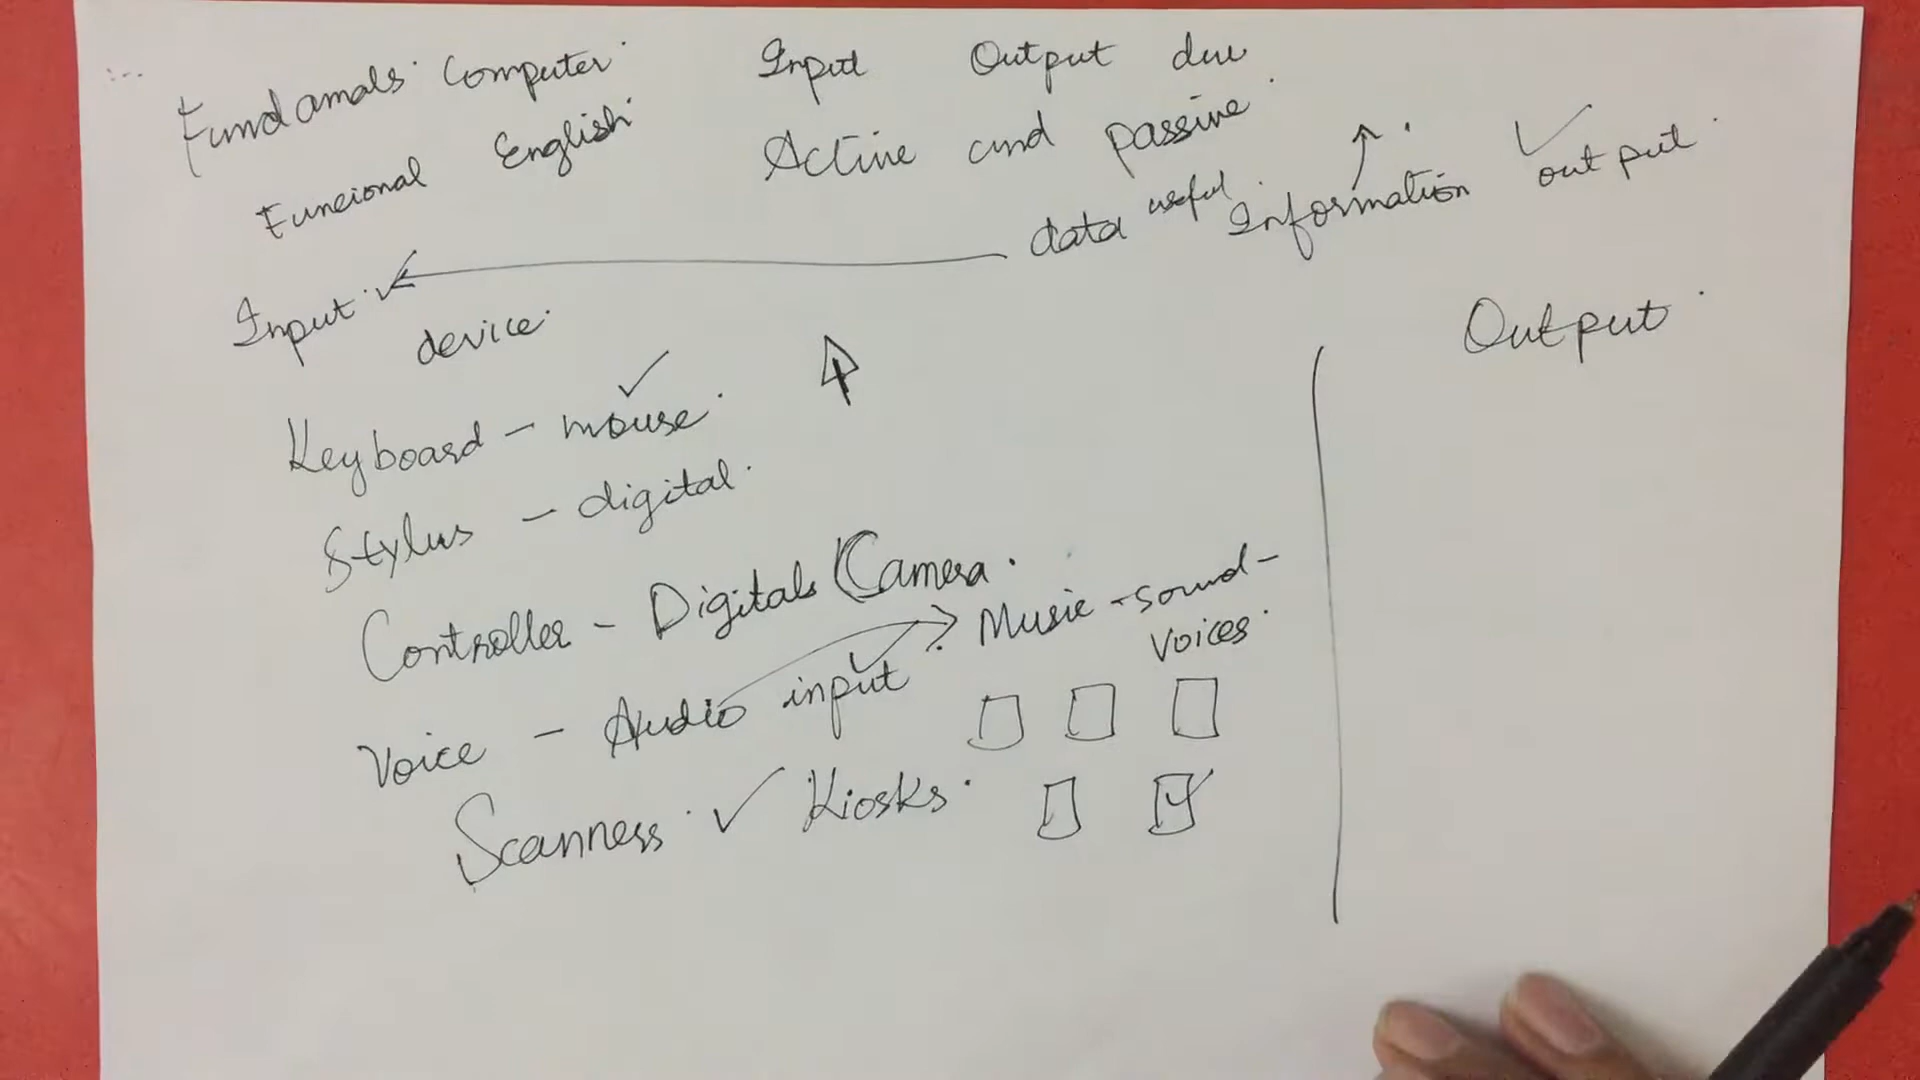 Fundamals Computer Input Output due
Funcional English Active and passive
data useful Information output
Input
device
Output
Keyboard - mouse
Stylus - digital
Controller - Digitals Camera
Voice - Audio input Music - sound -
Voices
Scanness Kiosks